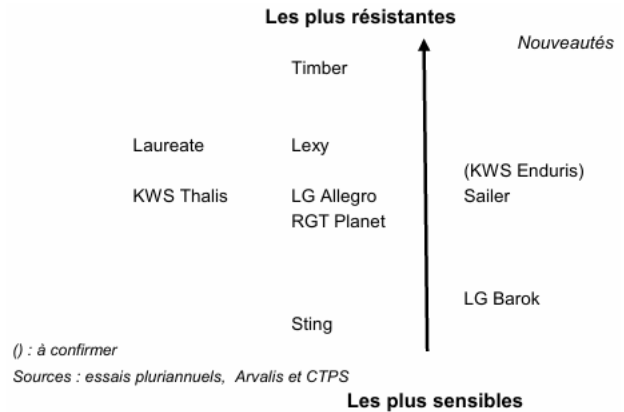 Les plus résistantes
Nouveautés
Timber
Laureate Lexy
(KWS Enduris)
KWS Thalis LG Allegro Sailer
RGT Planet
LG Barok
Sting
() : à confirmer
Sources : essais pluriannuels, Arvalis et CTPS
Les plus sensibles